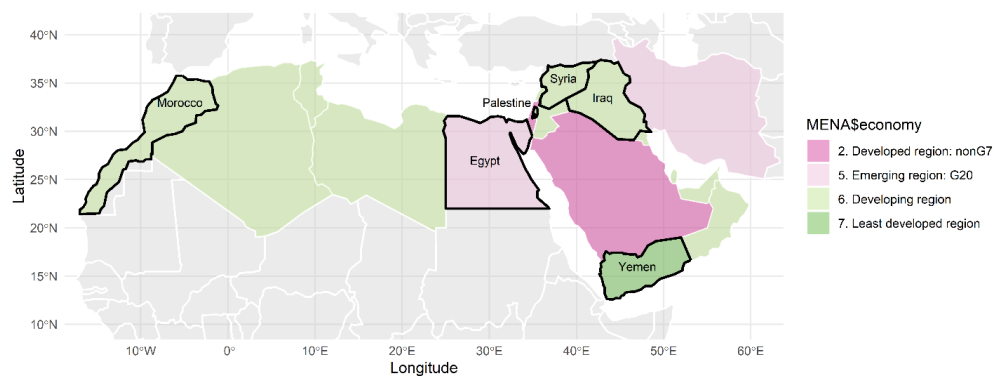 40°N
35°N
30°N
25°N
20°N
15°N
10°N
Latitude
Syria
Morocco
Palestine
Iraq
Egypt
Yemen
10°W
0°
10°E
20°E
30°E
40°E
50°E
60°E
Longitude
MENA$economy
2. Developed region: nonG7
5. Emerging region: G20
6. Developing region
7. Least developed region